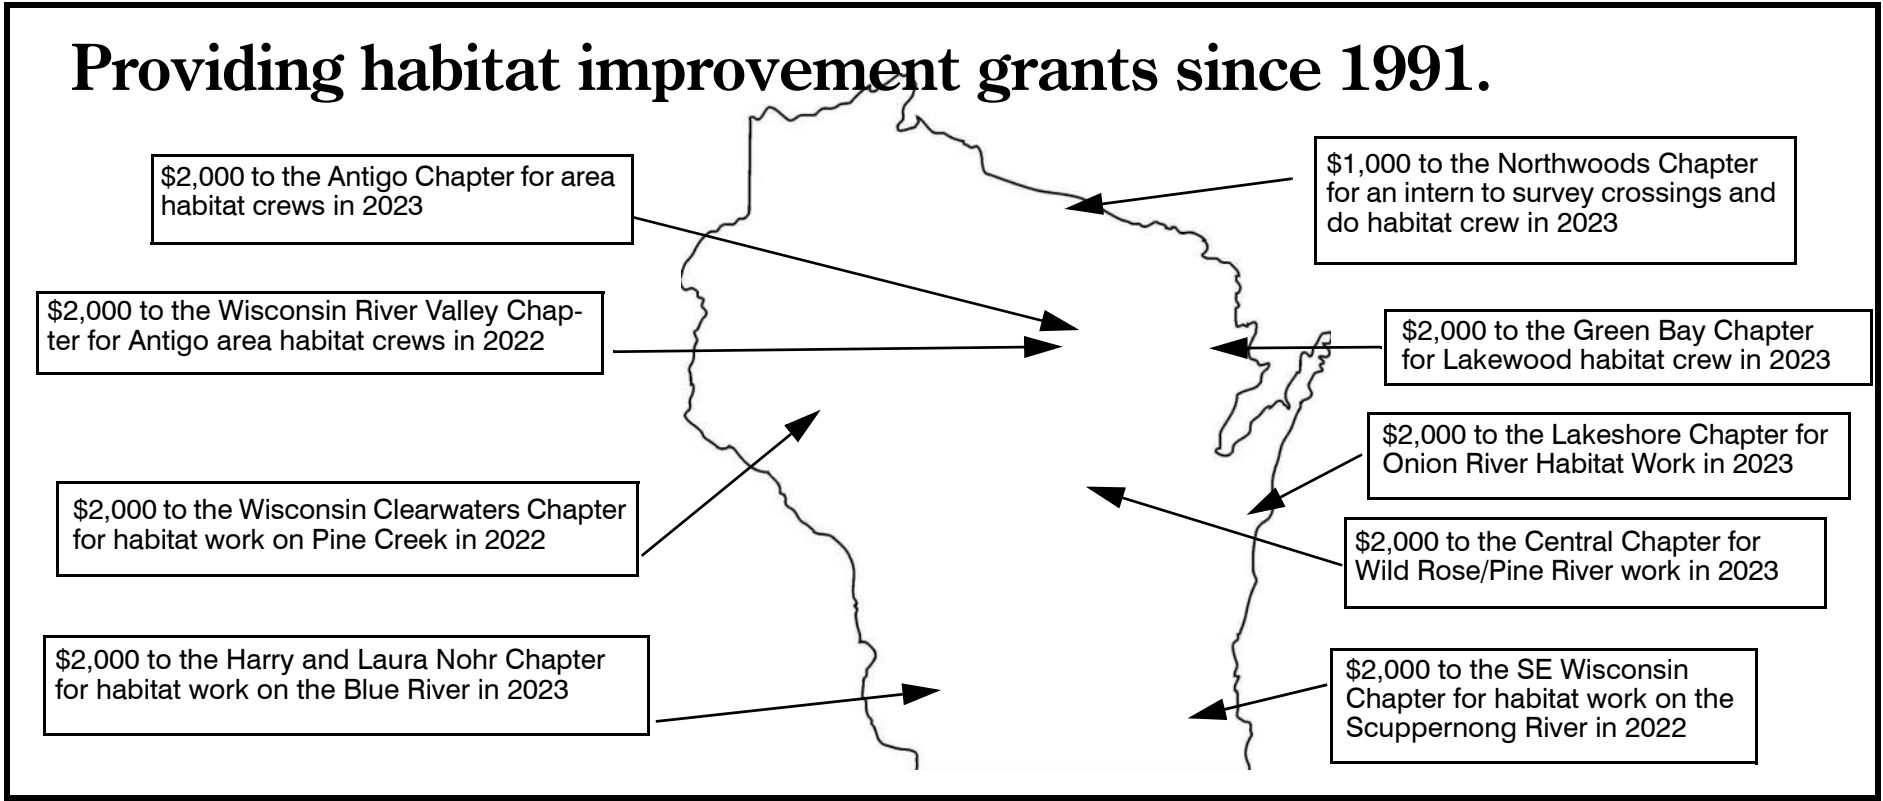 Providing habitat improvement grants since 1991.
$2,000 to the Antigo Chapter for area
habitat crews in 2023
$2,000 to the Wisconsin River Valley Chap-
ter for Antigo area habitat crews in 2022
$2,000 to the Wisconsin Clearwaters Chapter
for habitat work on Pine Creek in 2022
$2,000 to the Harry and Laura Nohr Chapter
for habitat work on the Blue River in 2023
$1,000 to the Northwoods Chapter
for an intern to survey crossings and
do habitat crew in 2023
$2,000 to the Green Bay Chapter
for Lakewood habitat crew in 2023
$2,000 to the Lakeshore Chapter for
Onion River Habitat Work in 2023
$2,000 to the Central Chapter for
Wild Rose/Pine River work in 2023
$2,000 to the SE Wisconsin
Chapter for habitat work on the
Scuppernong River in 2022